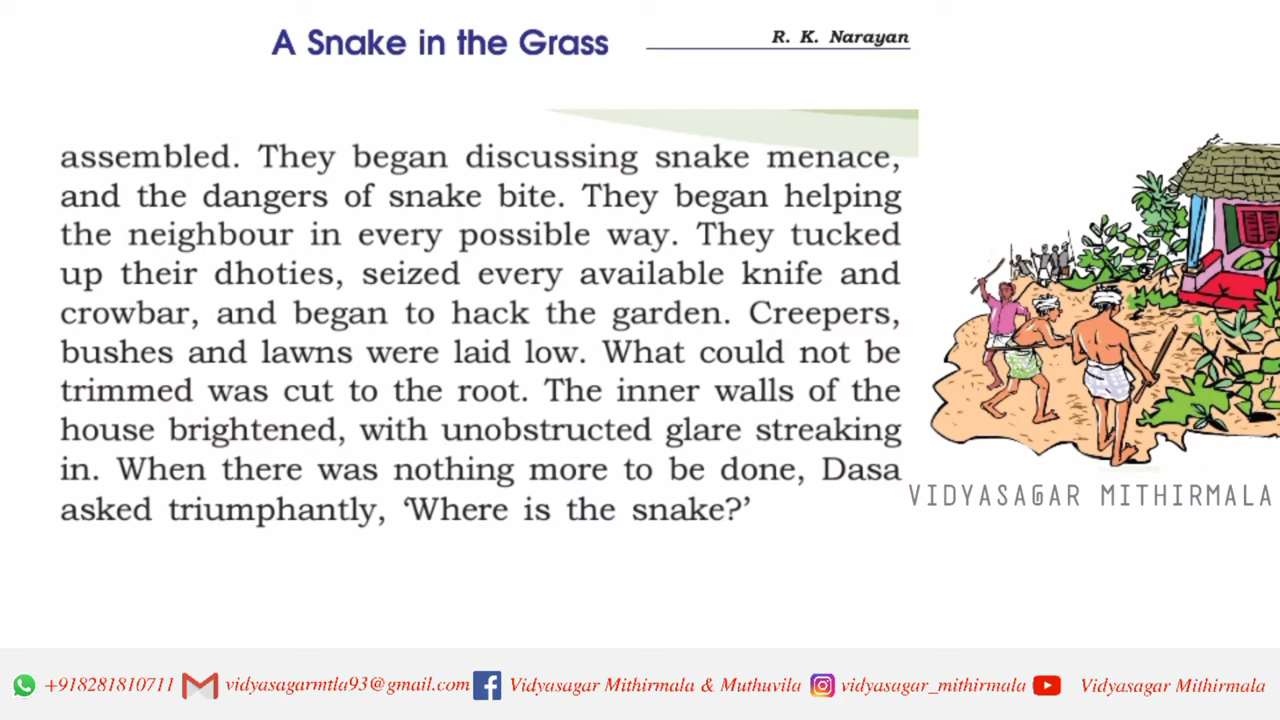 A Snake in the Grass
R. K. Narayan
assembled. They began discussing snake menace,
and the dangers of snake bite. They began helping
the neighbour in every possible way. They tucked
up their dhoties, seized every available knife and
crowbar, and began to hack the garden. Creepers,
bushes and lawns were laid low. What could not be
trimmed was cut to the root. The inner walls of the
house brightened, with unobstructed glare streaking
in. When there was nothing more to be done, Dasa
asked triumphantly, ‘Where is the snake?’
VIDYASAGAR MITHIRMALA
+918281810711 vidyasagarmtla93@gmail.com Vidyasagar Mithirmala & Muthuvila vidyasagar_mithirmala Vidyasagar Mithirmala